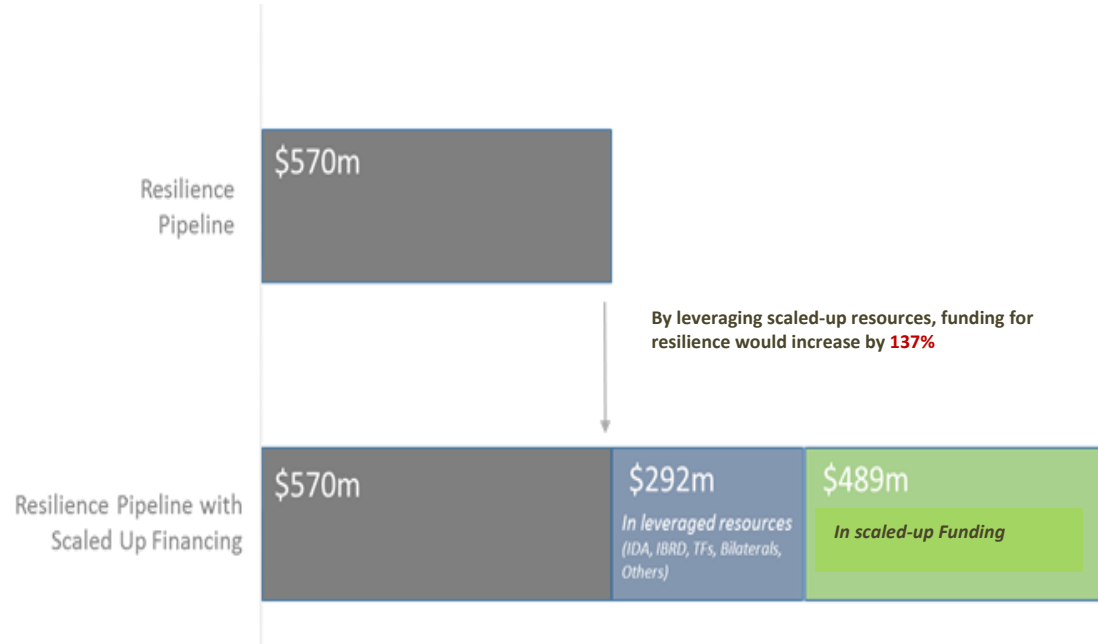 $570m
Resilience
Pipeline
By leveraging scaled-up resources, funding for
resilience would increase by 137%
Resilience Pipeline with
Scaled Up Financing
$570m
$292m
In leveraged resources
(IDA, IBRD, TFs, Bilaterals,
Others)
$489m
In scaled-up Funding